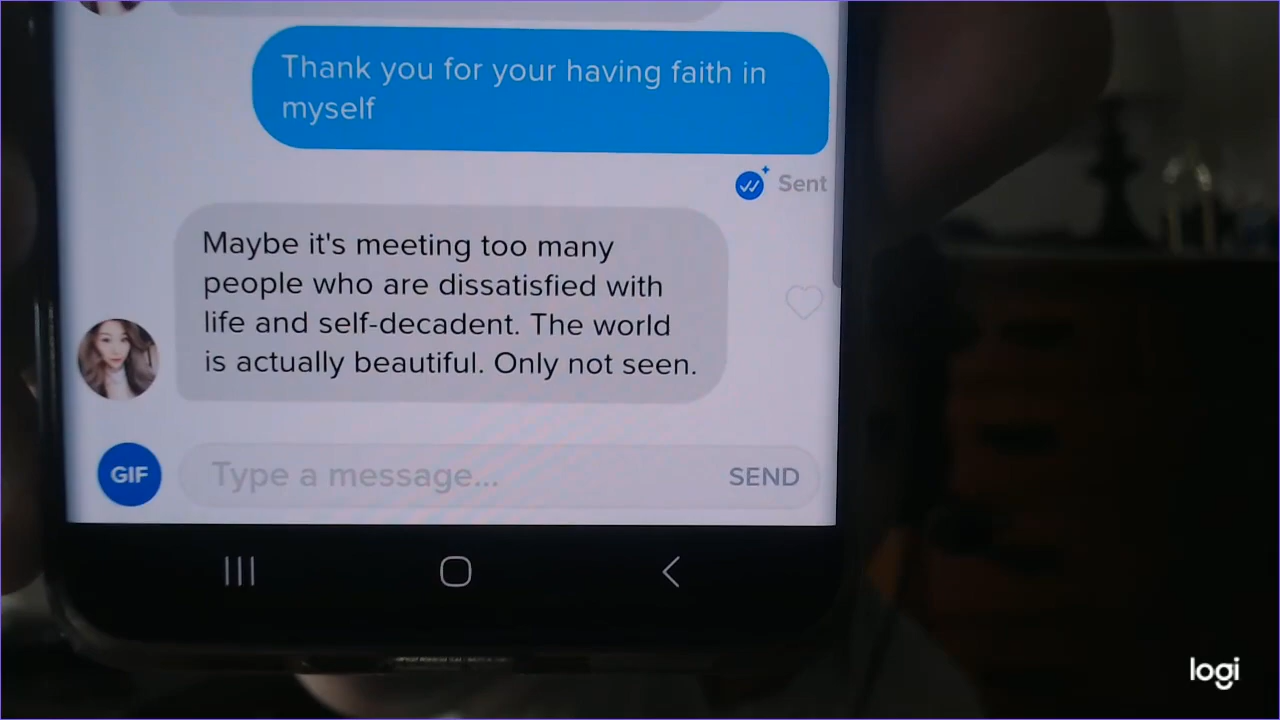 Thank you for your having faith in
myself
Sent
Maybe it's meeting too many
people who are dissatisfied with
life and self-decadent. The world
is actually beautiful. Only not seen.
GIF
Type a message...
SEND
logi